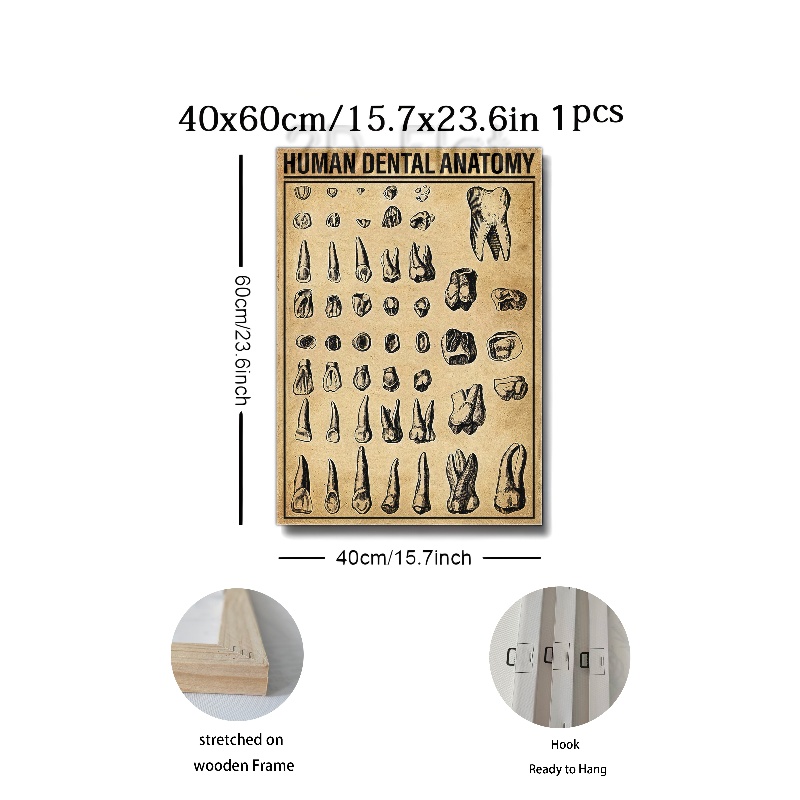 40x60cm/15.7x23.6in 1pcs
HUMAN DENTAL ANATOMY
60cm/23.6inch
40cm/15.7inch
stretched on
wooden Frame
Hook
Ready to Hang